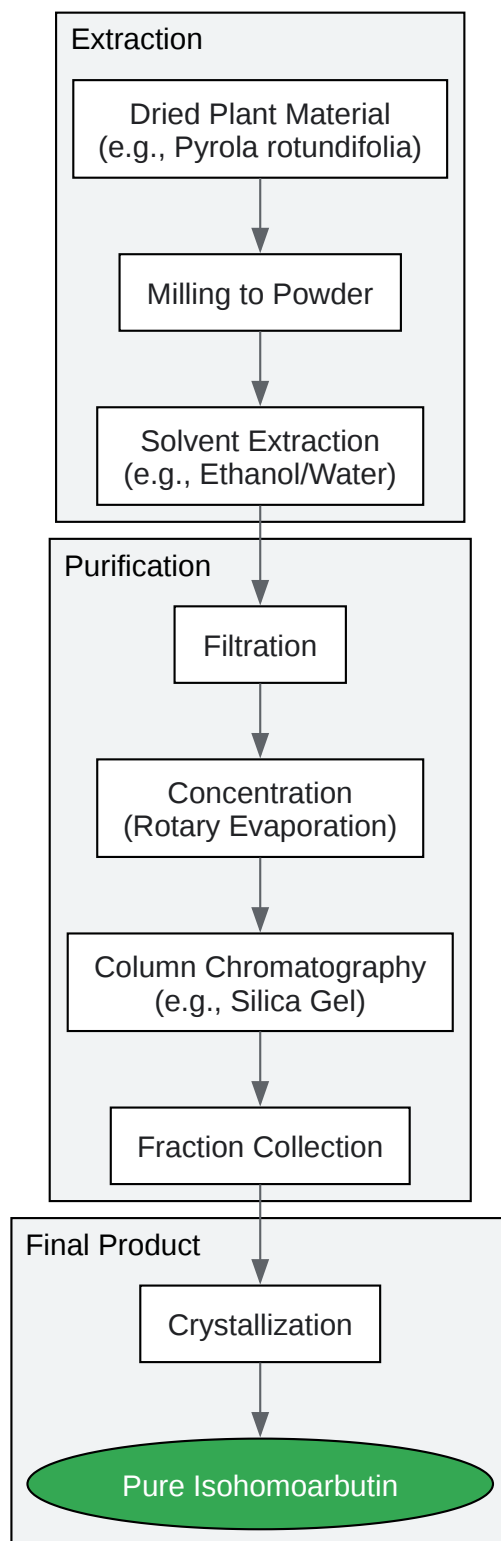 Extraction
Dried Plant Material
(e.g., Pyrola rotundifolia)
Milling to Powder
Solvent Extraction
(e.g., Ethanol/Water)
Purification
Filtration
Concentration
(Rotary Evaporation)
Column Chromatography
(e.g., Silica Gel)
Fraction Collection
Final Product
Crystallization
Pure Isohomoarbutin